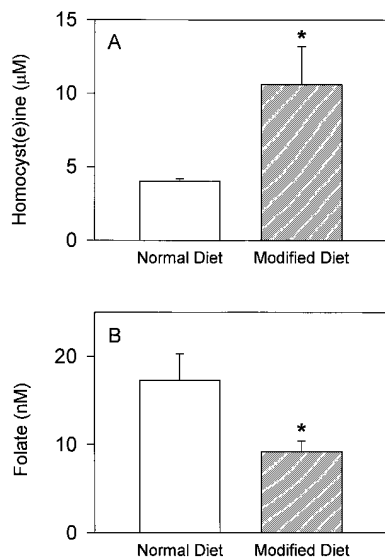 A
Homocyst(e)ine (µM)
15
10
5
0
*
Normal Diet
Modified Diet
B
Folate (nM)
20
10
0
*
Normal Diet
Modified Diet